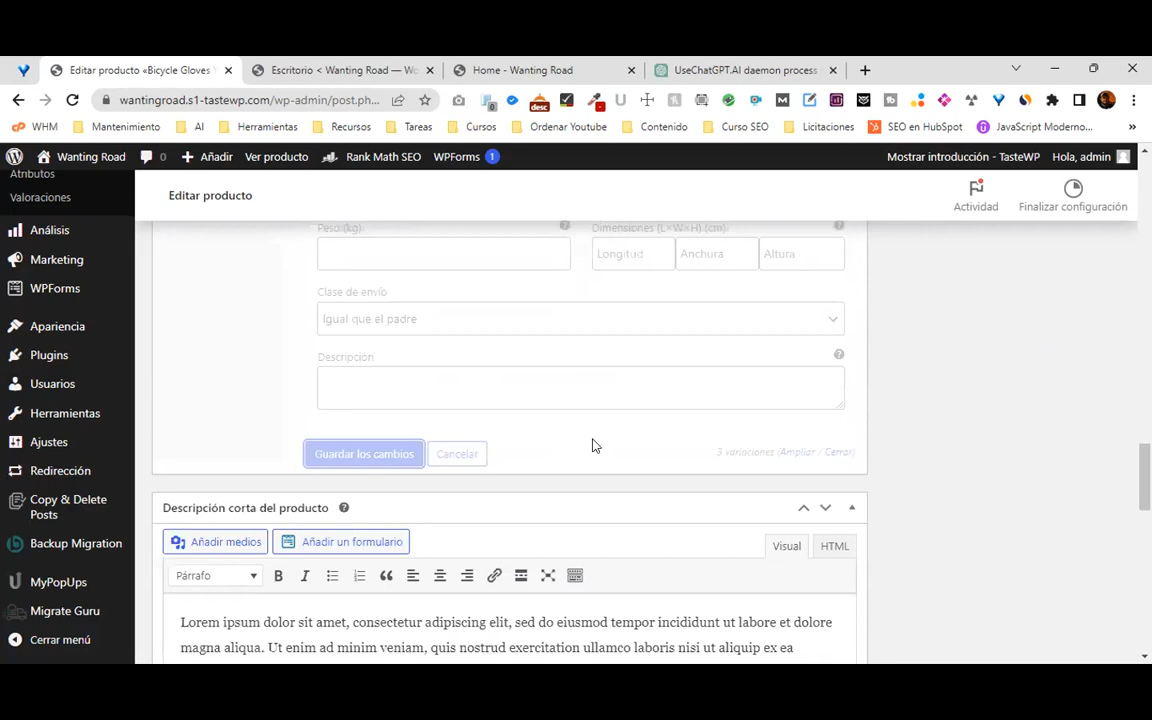 Editar producto «Bicycle Gloves
Escritorio < Wanting Road — Wo
Home - Wanting Road
UseChatGPT.AI daemon process
wantingroad.s1-tastewp.com/wp-admin/post.ph...
0
desc
WHM
Mantenimiento
AI
Herramientas
Recursos
Tareas
Cursos
Ordenar Youtube
Contenido
Curso SEO
Licitaciones
SEO en HubSpot
JavaScript Moderno...
Wanting Road
0
Añadir
Ver producto
Rank Math SEO
WPForms 1
Mostrar introducción - TasteWP
Hola, admin
Atributos
Valoraciones
Análisis
Marketing
WPForms
Apariencia
Plugins
Usuarios
Herramientas
Ajustes
Redirección
Copy & Delete
Posts
Backup Migration
MyPopUps
Migrate Guru
Cerrar menú
Editar producto
Actividad
Finalizar configuración
Peso (kg)
Dimensiones (L×W×H) (cm)
Longitud
Anchura
Altura
Clase de envío
Igual que el padre
Descripción
Guardar los cambios
Cancelar
3 variaciones (Ampliar / Cerrar)
Descripción corta del producto
Añadir medios
Añadir un formulario
Visual
HTML
Párrafo
B
I
Lorem ipsum dolor sit amet, consectetur adipiscing elit, sed do eiusmod tempor incididunt ut labore et dolore
magna aliqua. Ut enim ad minim veniam, quis nostrud exercitation ullamco laboris nisi ut aliquip ex ea